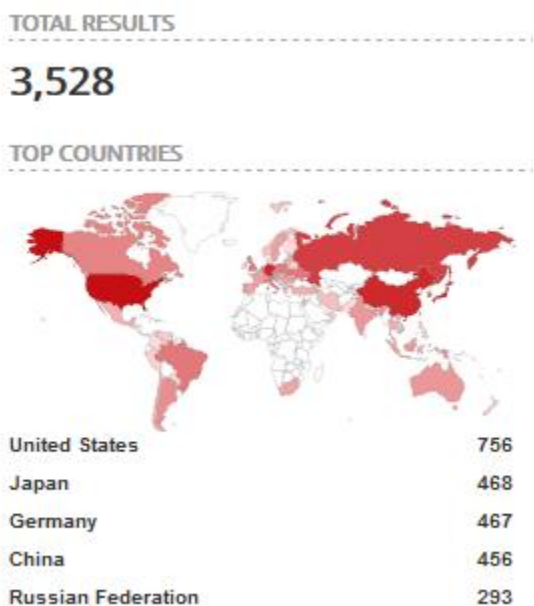 TOTAL RESULTS
3,528
TOP COUNTRIES
United States 756
Japan 468
Germany 467
China 456
Russian Federation 293